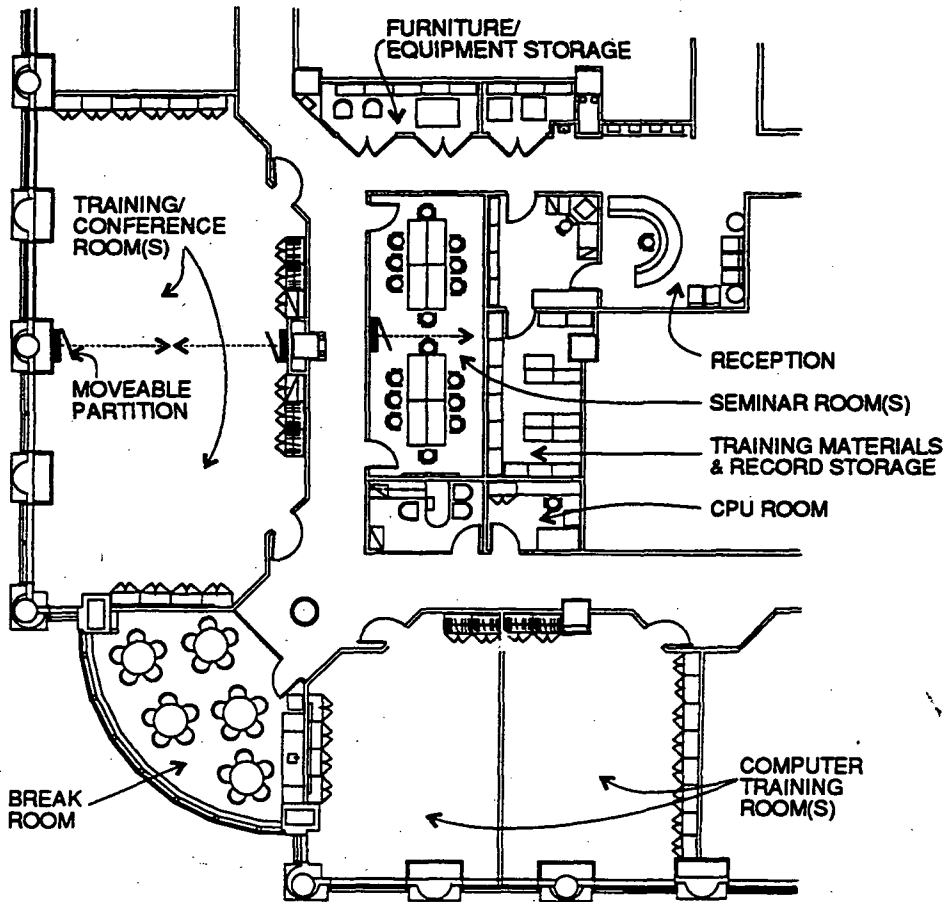 FURNITURE/
EQUIPMENT STORAGE
TRAINING/
CONFERENCE
ROOM(S)
MOVEABLE
PARTITION
RECEPTION
SEMINAR ROOM(S)
TRAINING MATERIALS
& RECORD STORAGE
CPU ROOM
BREAK
ROOM
COMPUTER
TRAINING
ROOM(S)